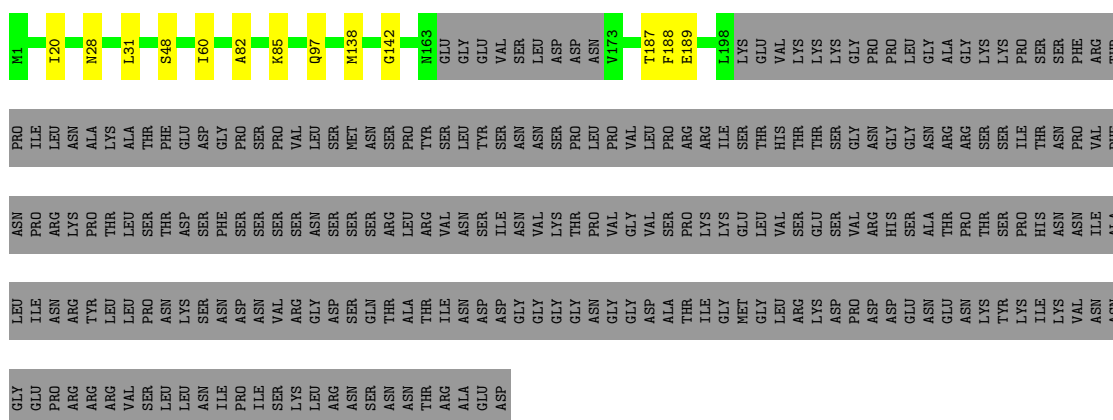 M1 I20 N28 L31 S48 I60 A82 K85 Q97 M138 G142 N163 GLU GLY GLU VAL SER LEU ASP ASP ASN V173 T187 F188 E189 L198 LYS GLU VAL LYS LYS LYS GLY PRO PRO LEU GLY ALA GLY LYS LYS PRO SER SER PHE ARG
PRO ILE LEU ASN ALA LYS ALA THR PHE GLU ASP GLY PRO SER PRO VAL LEU SER MET ASN SER PRO TYR SER LEU TYR SER ASN ASN SER PRO LEU PRO VAL LEU PRO ARG ARG ILE SER THR HIS THR THR SER GLY ASN GLY GLY ASN ARG ARG SER SER ILE THR ASN PRO VAL
ASN PRO ARG LYS PRO THR LEU SER THR ASP SER PHE SER SER SER ASN SER SER SER ARG LEU ARG VAL ASN SER ILE ASN VAL LYS THR PRO VAL GLY VAL SER PRO LYS LYS GLU LEU VAL SER GLU SER VAL ARG HIS SER ALA THR PRO THR SER PRO HIS ASN ASN ILE ALA
LEU ILE ASN ARG TYR LEU LEU PRO ASN LYS SER ASN ASP ASN VAL ARG GLY ASP SER GLN THR ALA THR ILE ASN ASP ASP GLY GLY GLY GLY ASN GLY GLY ASP ALA THR ILE GLY MET GLY LEU ARG LYS ASP PRO ASP ASP GLU ASN GLU ASN LYS TYR LYS ILE LYS VAL ASN ASN
GLY GLU PRO ARG ARG ARG VAL SER LEU LEU ASN ILE PRO ILE SER LYS LEU ARG ASN SER ASN ASN THR ARG ALA GLU ASP